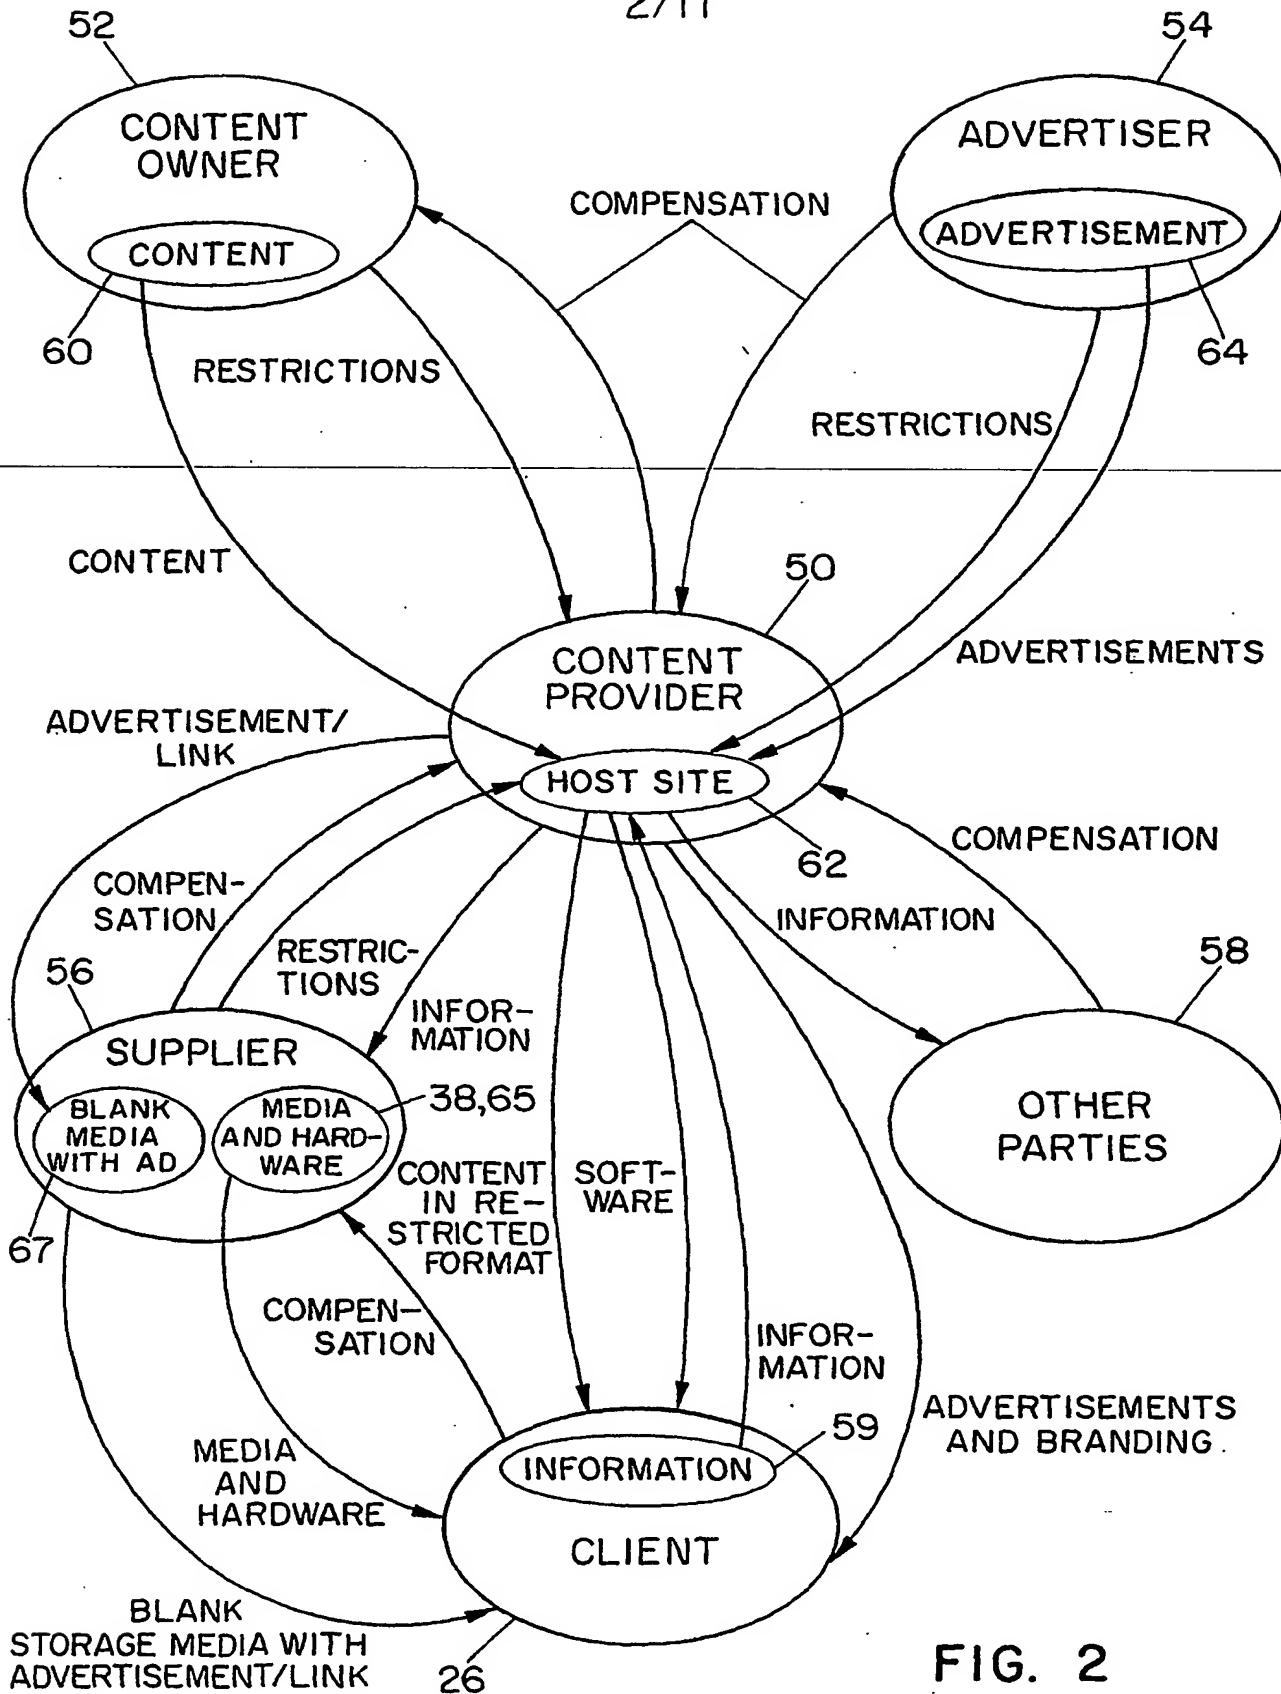 2/11
52
54
CONTENT
OWNER
ADVERTISER
COMPENSATION
CONTENT
ADVERTISEMENT
60
64
RESTRICTIONS
RESTRICTIONS
CONTENT
50
CONTENT
PROVIDER
ADVERTISEMENTS
ADVERTISEMENT/
LINK
HOST SITE
62
COMPENSATION
COMPEN-
SATION
INFORMATION
RESTRIC-
TIONS
56
58
INFOR-
MATION
SUPPLIER
38,65
BLANK
MEDIA
WITH AD
MEDIA
AND HARD-
WARE
OTHER
PARTIES
CONTENT
IN RE-
STRICTED
FORMAT
SOFT-
WARE
67
COMPEN-
SATION
INFOR-
MATION
ADVERTISEMENTS
AND BRANDING
59
MEDIA
AND
HARDWARE
INFORMATION
CLIENT
BLANK
STORAGE MEDIA WITH
ADVERTISEMENT/LINK
26
FIG. 2